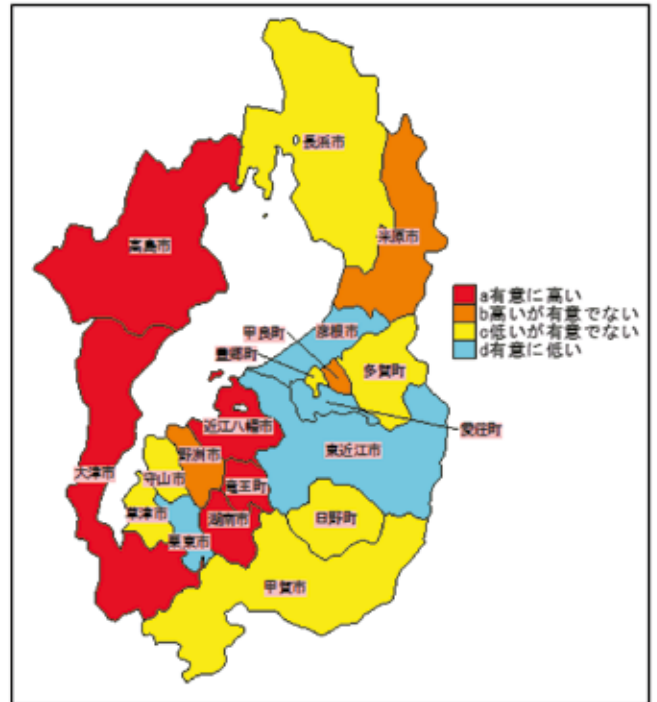 長浜市
米原市
高島市
a有意に高い
b高いが有意でない
c低いが有意でない
d有意に低い
彦根市
甲良町
豊郷町
多賀町
愛荘町
近江八幡市
東近江市
野洲市
大津市
守山市
竜王町
草津市
湖南市
日野町
栗東市
甲賀市